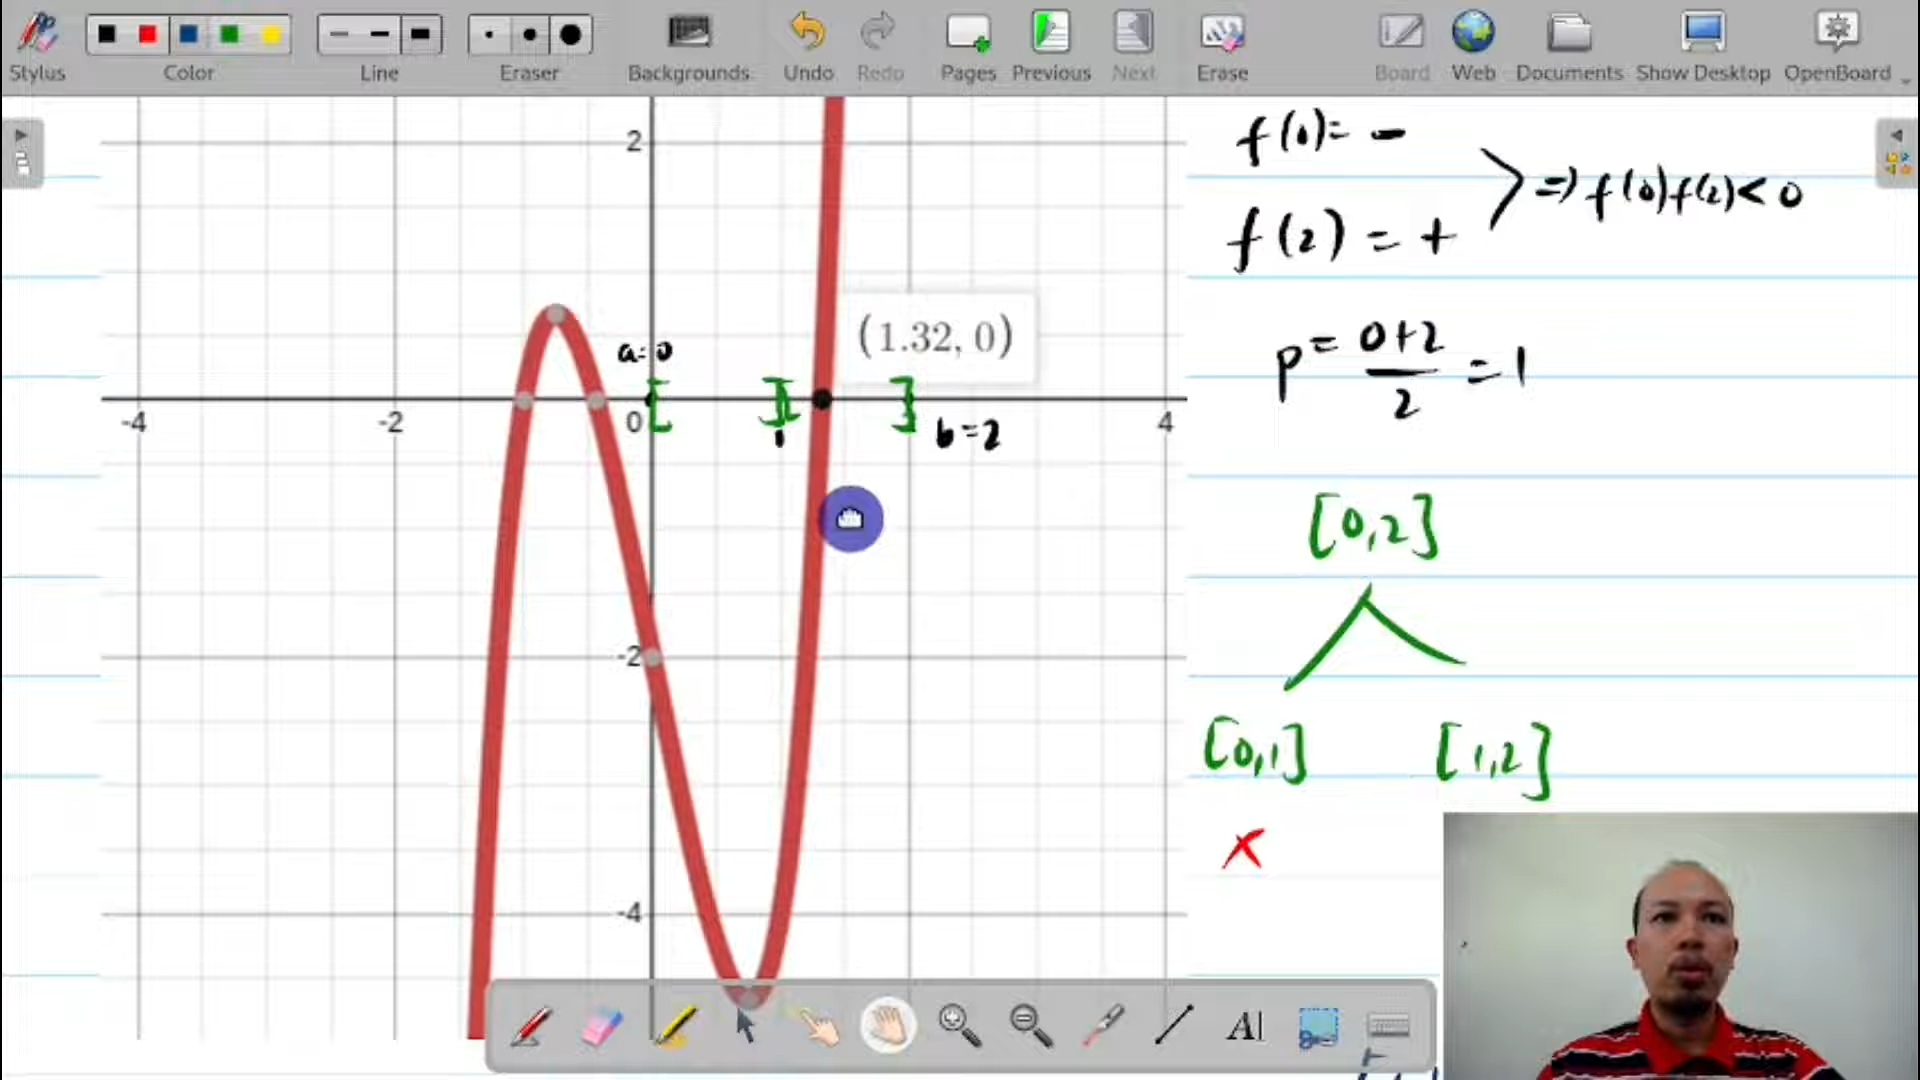 Stylus
Color
Line
Eraser
Backgrounds
Undo
Redo
Pages
Previous
Next
Erase
Board
Web
Documents
Show Desktop
OpenBoard
2
(1.32, 0)
a=0
-4
-2
0
1
b=2
4
-2
-4
f(0)= -
f(2) = +
=> f(0)f(2)<0
p = 0+2
2
= 1
[0,2]
[0,1]
[1,2]
x
AI